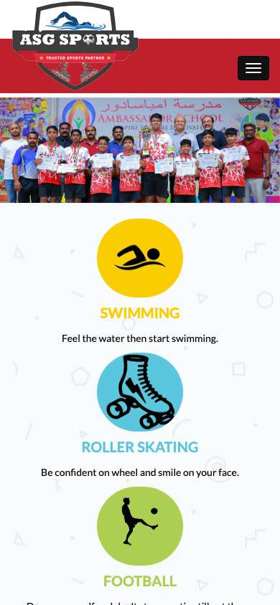 ASG SPORTS
TRUSTED SPORTS PARTNER
مدرسة امباسادور
AMBASSADOR SCHOOL
SWIMMING
Feel the water then start swimming.
ROLLER SKATING
Be confident on wheel and smile on your face.
FOOTBALL